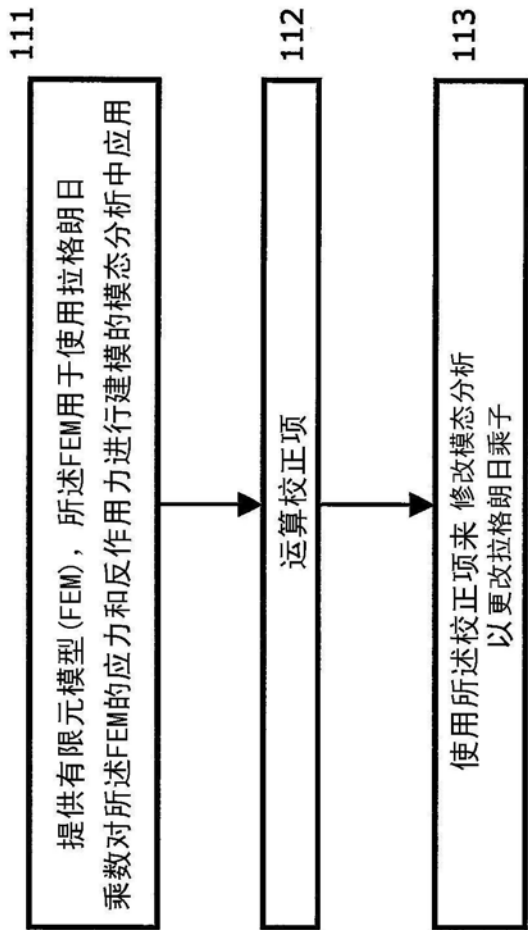 111
提供有限元模型(FEM),所述FEM用于使用拉格朗日
乘数对所述FEM的应力和反作用力进行建模的模态分析中应用
112
运算校正项
113
使用所述校正项来 修改模态分析
以更改拉格朗日乘子